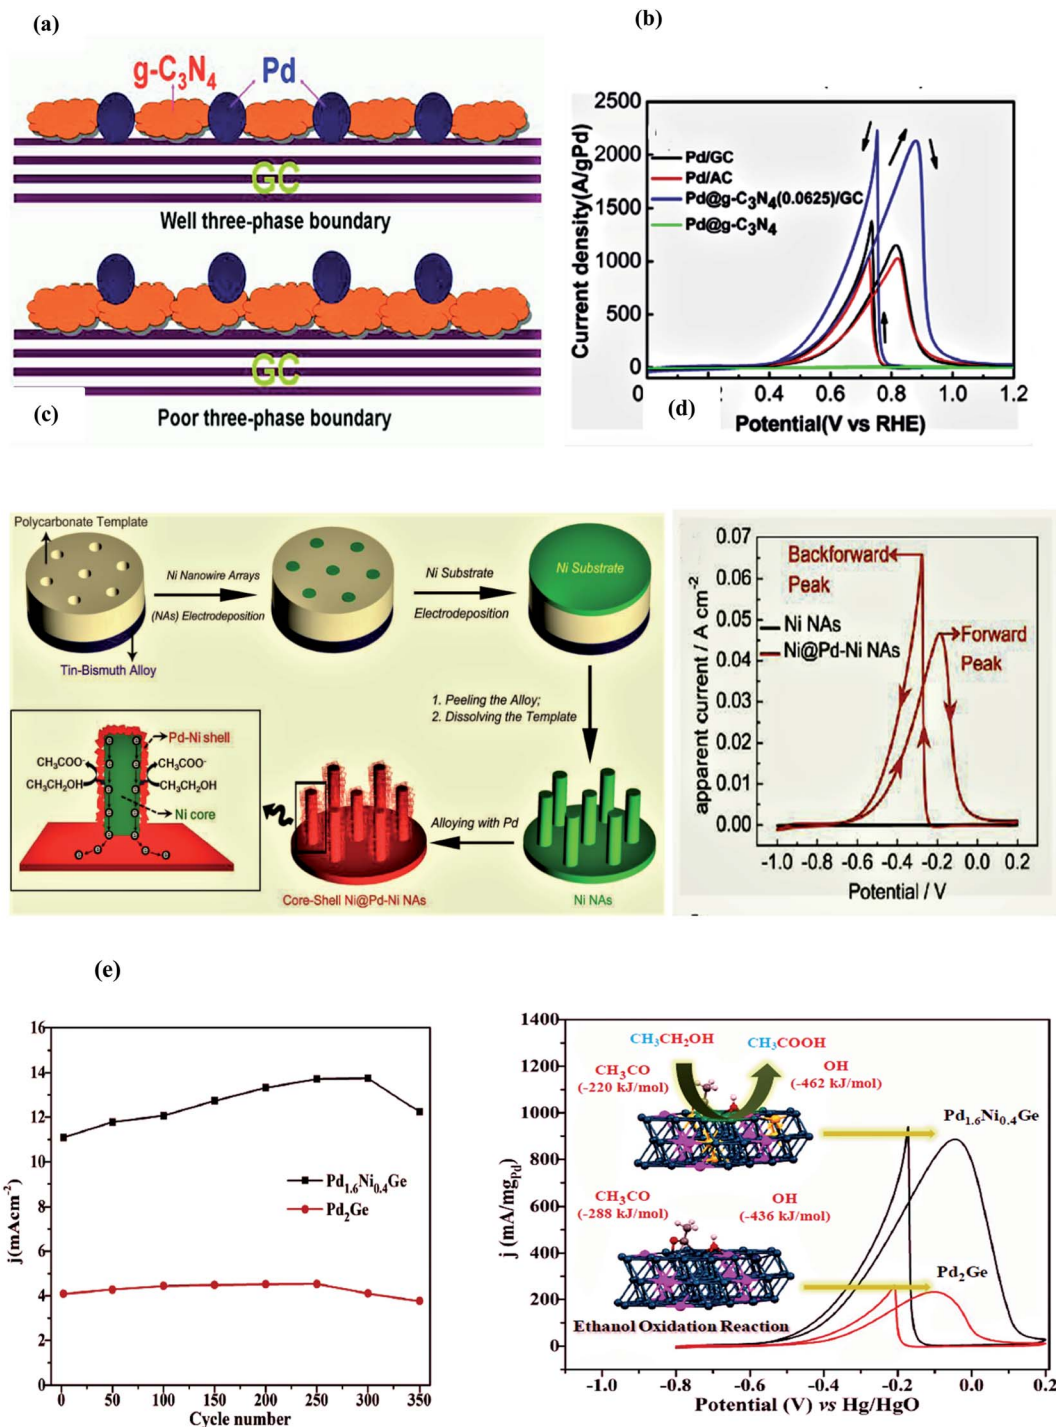 (a)
g-C₃N₄
Pd
GC
Well three-phase boundary
GC
Poor three-phase boundary
(b)
Current density(A/gPd)
2500
2000
1500
1000
500
0
Pd/GC
Pd/AC
Pd@g-C₃N₄(0.0625)/GC
Pd@g-C₃N₄
0
0.2
0.4
0.6
0.8
1.0
1.2
Potential(V vs RHE)
(c)
Polycarbonate Template
Tin-Bismuth Alloy
Ni Nanowire Arrays
(NAs) Electrodeposition
Ni Substrate
Electrodeposition
Ni Substrate
1. Peeling the Alloy;
2. Dissolving the Template
Pd-Ni shell
CH₃COO⁻
CH₃COO⁻
CH₃CH₂OH
CH₃CH₂OH
Ni core
Alloying with Pd
Core-Shell Ni@Pd-Ni NAs
Ni NAs
(d)
apparent current / A cm⁻²
0.07
0.06
0.05
0.04
0.03
0.02
0.01
0.00
Backforward
Peak
Ni NAs
Ni@Pd-Ni NAs
Forward
Peak
-1.0
-0.8
-0.6
-0.4
-0.2
0.0
0.2
Potential / V
(e)
j(mAcm⁻²)
16
14
12
10
8
6
4
2
0
Pd₁.₆Ni₀.₄Ge
Pd₂Ge
0
50
100
150
200
250
300
350
Cycle number
j (mA/mg_Pd)
1400
1200
1000
800
600
400
200
0
CH₃CH₂OH
CH₃COOH
CH₃CO
(-220 kJ/mol)
OH
(-462 kJ/mol)
Pd₁.₆Ni₀.₄Ge
CH₃CO
(-288 kJ/mol)
OH
(-436 kJ/mol)
Pd₂Ge
Ethanol Oxidation Reaction
-1.0
-0.8
-0.6
-0.4
-0.2
0.0
0.2
Potential (V) vs Hg/HgO